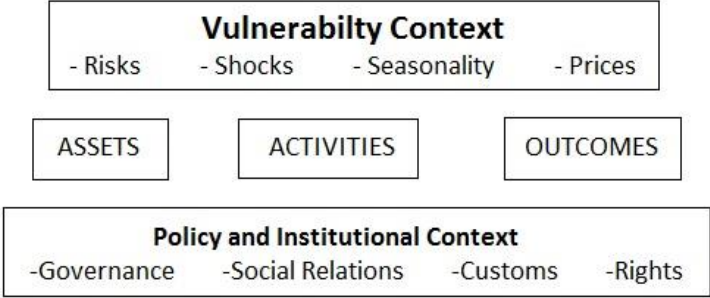 Vulnerabilty Context
- Risks - Shocks - Seasonality - Prices
ASSETS ACTIVITIES OUTCOMES
Policy and Institutional Context
-Governance -Social Relations -Customs -Rights